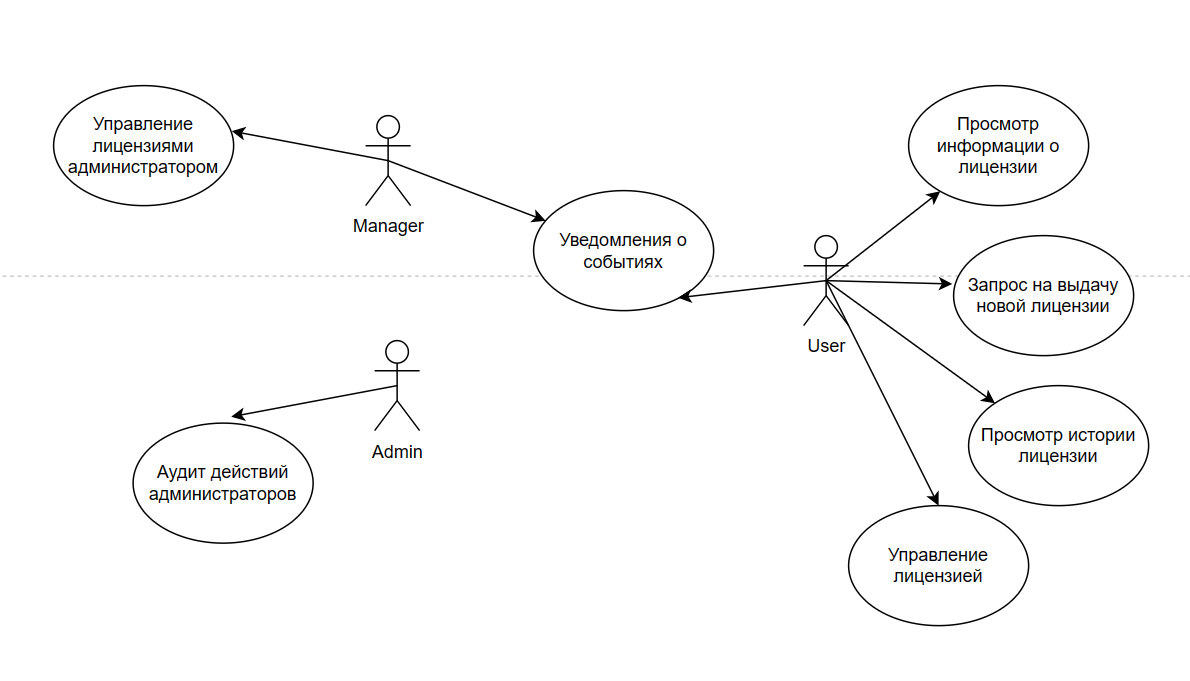 Управление
лицензиями
администратором
Manager
Уведомления о
событиях
Просмотр
информации о
лицензии
User
Запрос на выдачу
новой лицензии
Admin
Аудит действий
администраторов
Просмотр истории
лицензии
Управление
лицензией